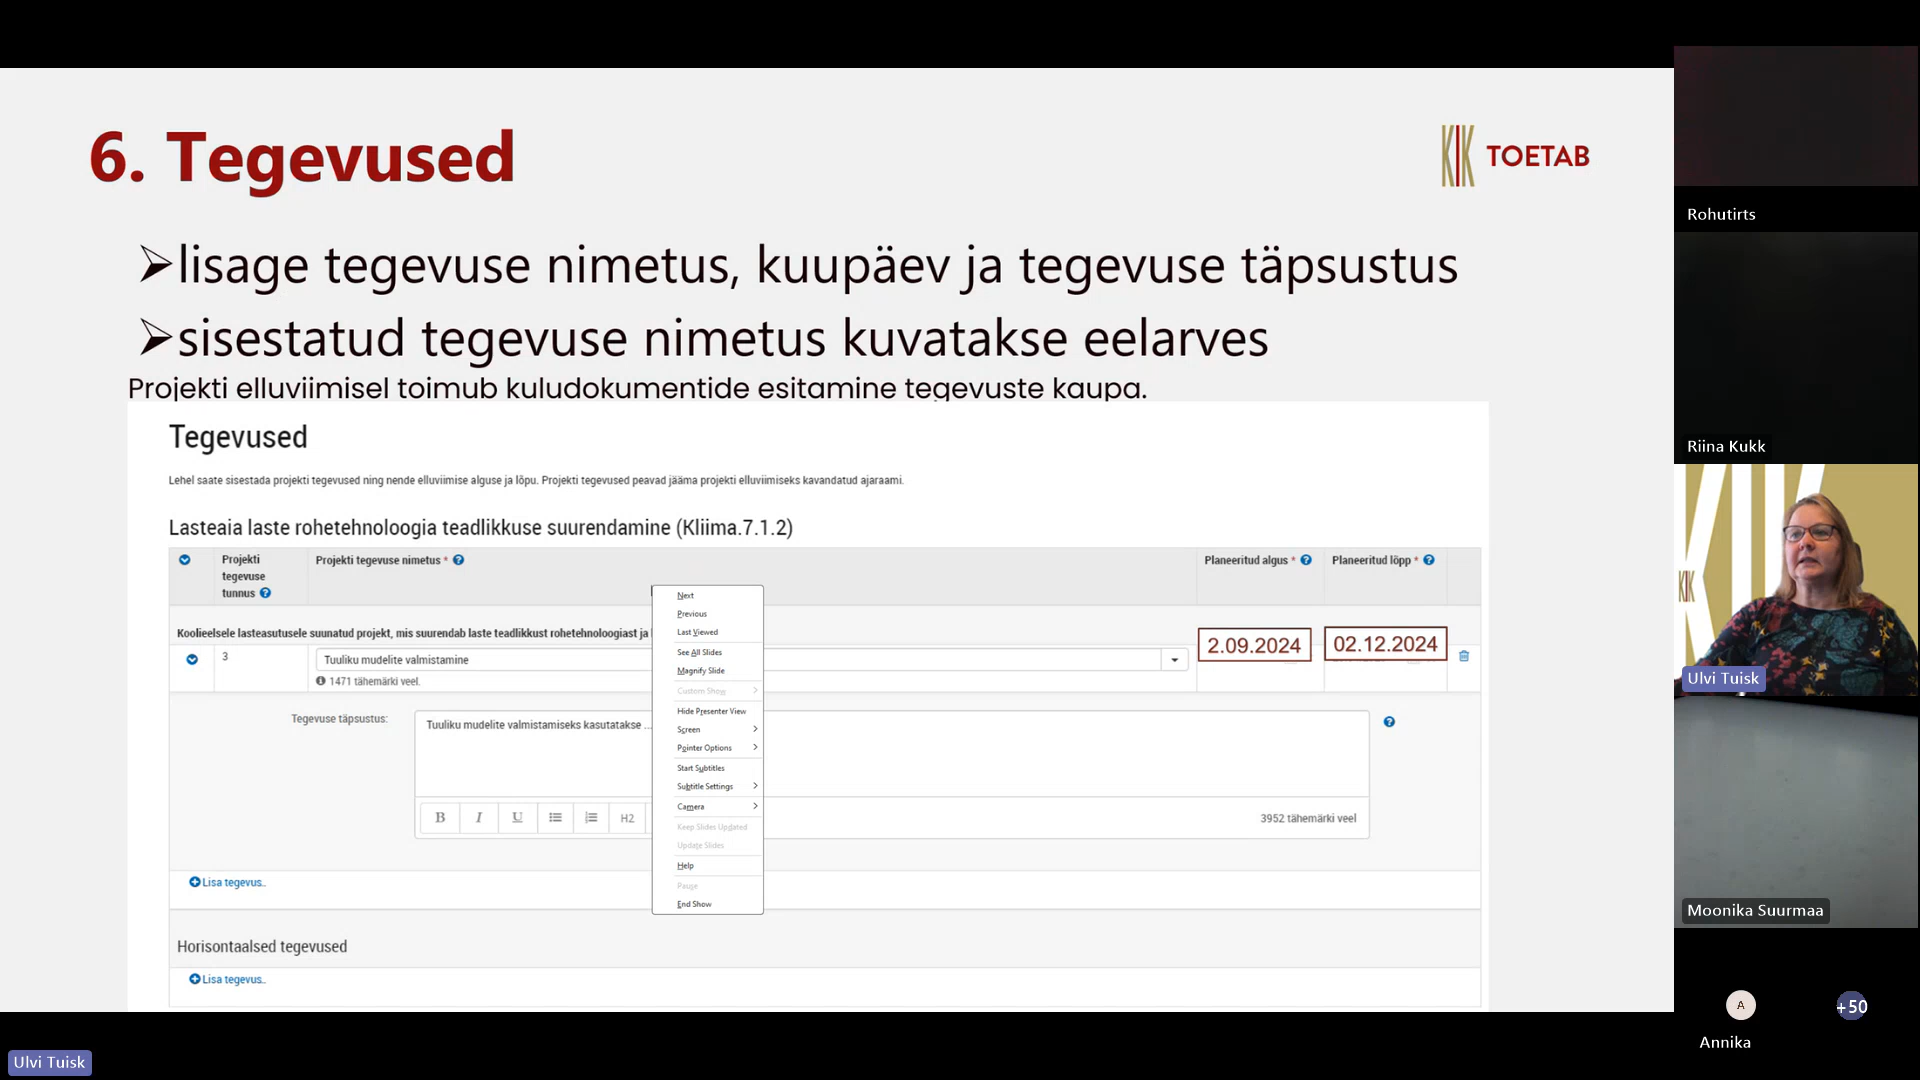 6. Tegevused
KIK TOETAB
➢lisage tegevuse nimetus, kuupäev ja tegevuse täpsustus
➢sisestatud tegevuse nimetus kuvatakse eelarves
Projekti elluviimisel toimub kuludokumentide esitamine tegevuste kaupa.
Tegevused
Lehel saate sisestada projekti tegevused ning nende elluviimise alguse ja lõpu. Projekti tegevused peavad jääma projekti elluviimiseks kavandatud ajaraami.
Lasteaia laste rohetehnoloogia teadlikkuse suurendamine (Kliima.7.1.2)
Projekti tegevuse tunnus
Projekti tegevuse nimetus *
Planeeritud algus *
Planeeritud lõpp *
Koolieelsele lasteasutusele suunatud projekt, mis suurendab laste teadlikkust rohetehnoloogiast ja
3
Tuuliku mudelite valmistamine
2.09.2024
02.12.2024
1471 tähemärki veel.
Tegevuse täpsustus:
Tuuliku mudelite valmistamiseks kasutatakse ...
B I U H2
3952 tähemärki veel
Lisa tegevus..
Horisontaalsed tegevused
Lisa tegevus..
Next
Previous
Last Viewed
See All Slides
Magnify Slide
Custom Show
Hide Presenter View
Screen
Pointer Options
Start Subtitles
Subtitle Settings
Camera
Keep Slides Updated
Update Slides
Help
Pause
End Show
Rohutirts
Riina Kukk
KIK
Ulvi Tuisk
Moonika Suurmaa
A
+50
Annika
Ulvi Tuisk